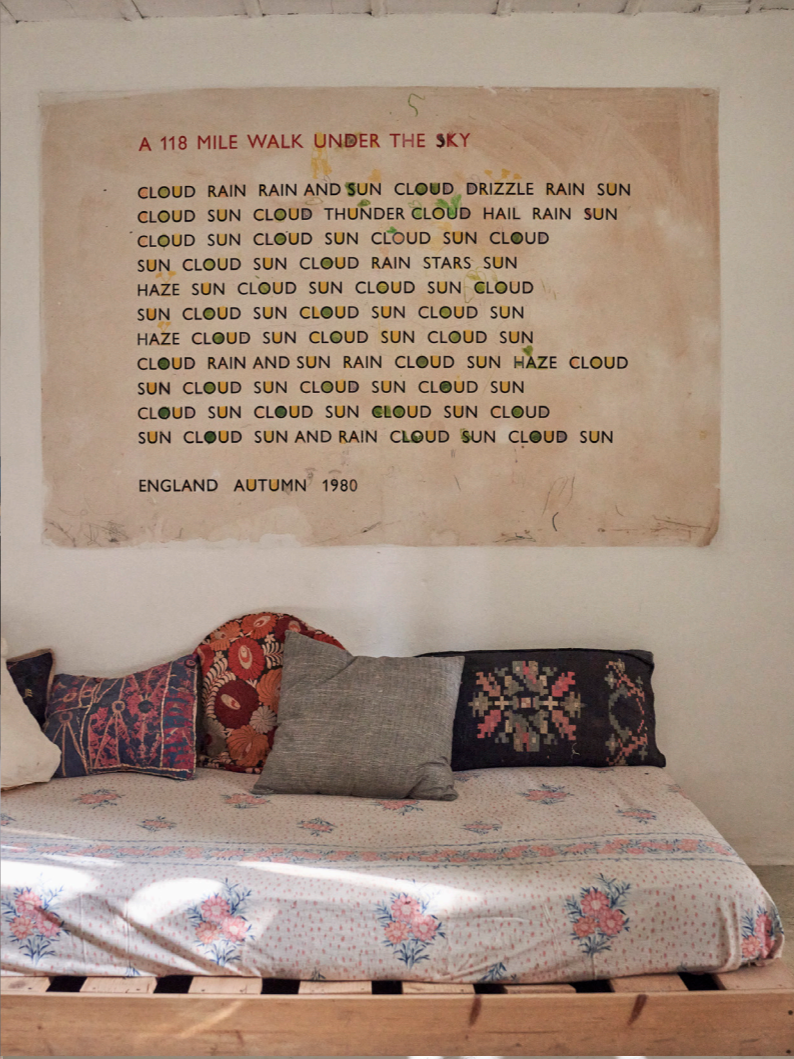 A 118 MILE WALK UNDER THE SKY
CLOUD RAIN RAIN AND SUN CLOUD DRIZZLE RAIN SUN
CLOUD SUN CLOUD THUNDER CLOUD HAIL RAIN SUN
CLOUD SUN CLOUD SUN CLOUD SUN CLOUD
SUN CLOUD SUN CLOUD RAIN STARS SUN
HAZE SUN CLOUD SUN CLOUD SUN CLOUD
SUN CLOUD SUN CLOUD SUN CLOUD SUN
HAZE CLOUD SUN CLOUD SUN CLOUD SUN
CLOUD RAIN AND SUN RAIN CLOUD SUN HAZE CLOUD
SUN CLOUD SUN CLOUD SUN CLOUD SUN
CLOUD SUN CLOUD SUN CLOUD SUN CLOUD
SUN CLOUD SUN AND RAIN CLOUD SUN CLOUD SUN
ENGLAND AUTUMN 1980